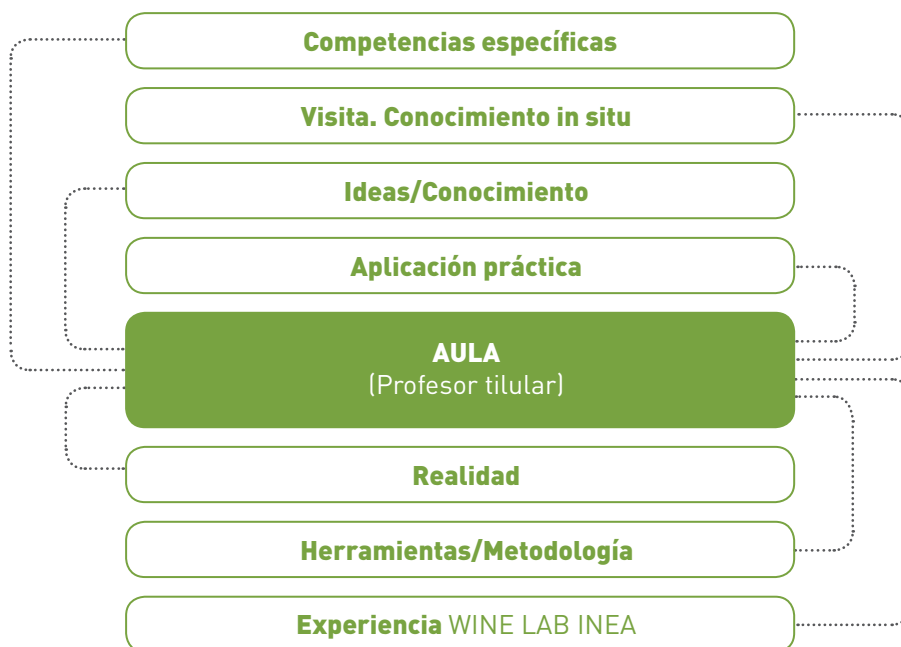 Competencias específicas
Visita. Conocimiento in situ
Ideas/Conocimiento
Aplicación práctica
AULA
(Profesor tilular)
Realidad
Herramientas/Metodología
Experiencia WINE LAB INEA